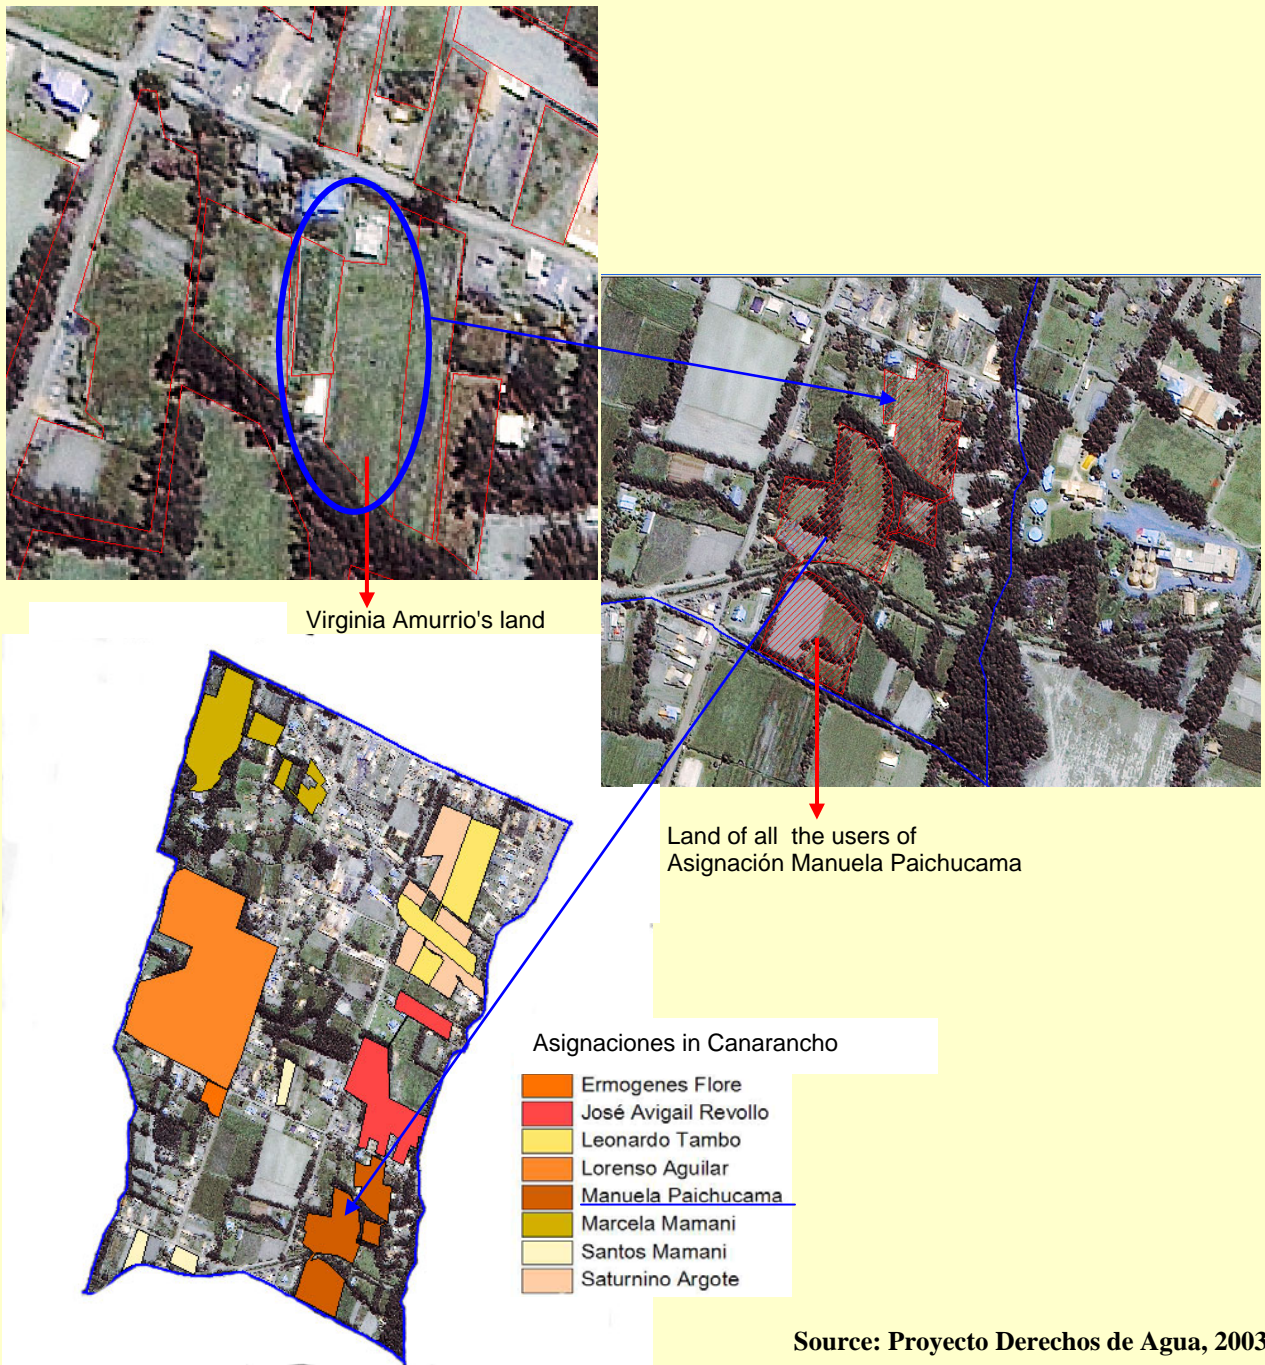 Virginia Amurrio's land
Land of all the users of
Asignación Manuela Paichucama
Asignaciones in Canarancho
Ermogenes Flore
José Avigail Revollo
Leonardo Tambo
Lorenso Aguilar
Manuela Paichucama
Marcela Mamani
Santos Mamani
Saturnino Argote
Source: Proyecto Derechos de Agua, 2003